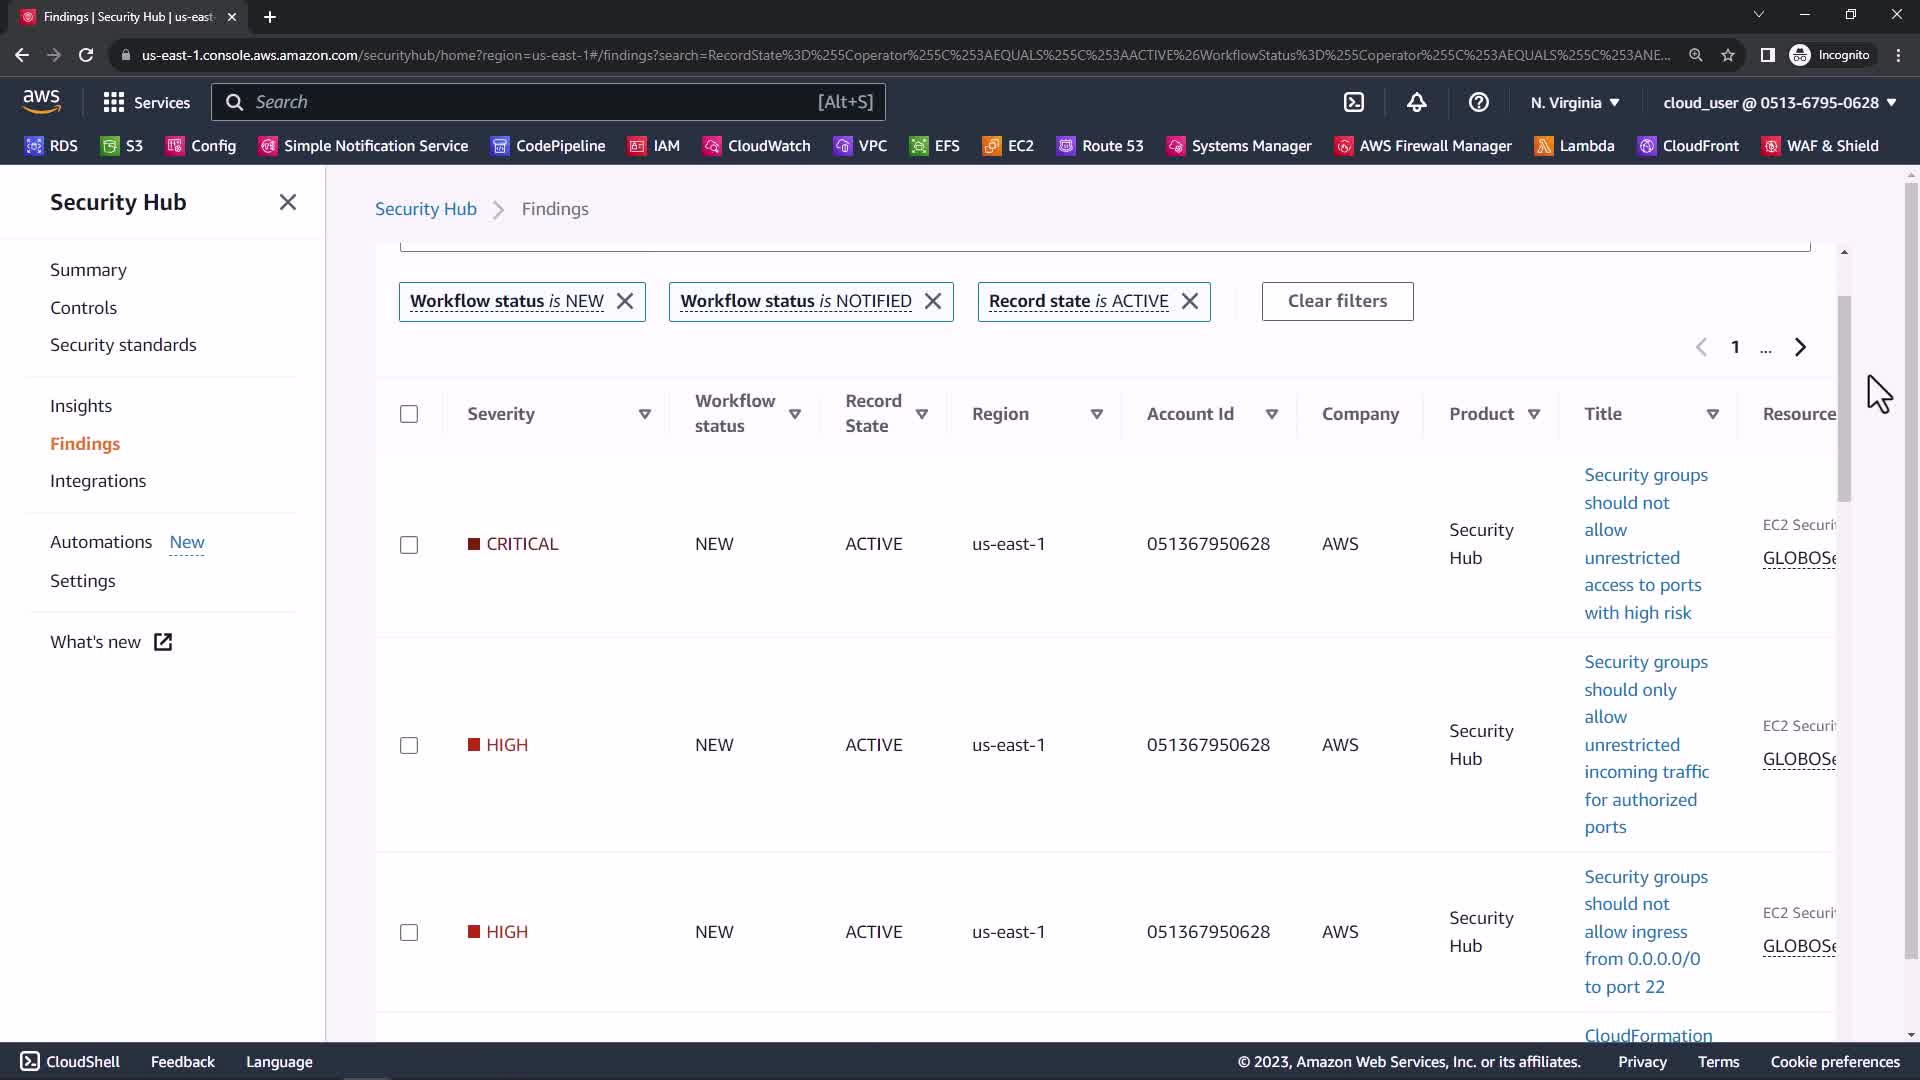 Findings | Security Hub | us-east-
us-east-1.console.aws.amazon.com/securityhub/home?region=us-east-1#/findings?search=RecordState%3D%255Coperator%255C%253AEQUALS%255C%253AACTIVE%26WorkflowStatus%3D%255Coperator%255C%253AEQUALS%255C%253ANE...
Incognito
aws
Services
Search
[Alt+S]
N. Virginia
cloud_user @ 0513-6795-0628
RDS S3 Config Simple Notification Service CodePipeline IAM CloudWatch VPC EFS EC2 Route 53 Systems Manager AWS Firewall Manager Lambda CloudFront WAF & Shield
Security Hub
Summary
Controls
Security standards
Insights
Findings
Integrations
Automations New
Settings
What's new
Security Hub Findings
Workflow status is NEW
Workflow status is NOTIFIED
Record state is ACTIVE
Clear filters
1 ...
Severity
Workflow
status
Record
State
Region
Account Id
Company
Product
Title
Resource
CRITICAL
NEW
ACTIVE
us-east-1
051367950628
AWS
Security
Hub
Security groups
should not
allow
unrestricted
access to ports
with high risk
EC2 Securi
GLOBOSe
HIGH
NEW
ACTIVE
us-east-1
051367950628
AWS
Security
Hub
Security groups
should only
allow
unrestricted
incoming traffic
for authorized
ports
EC2 Securi
GLOBOSe
HIGH
NEW
ACTIVE
us-east-1
051367950628
AWS
Security
Hub
Security groups
should not
allow ingress
from 0.0.0.0/0
to port 22
EC2 Securi
GLOBOSe
CloudFormation
CloudShell
Feedback
Language
© 2023, Amazon Web Services, Inc. or its affiliates.
Privacy
Terms
Cookie preferences